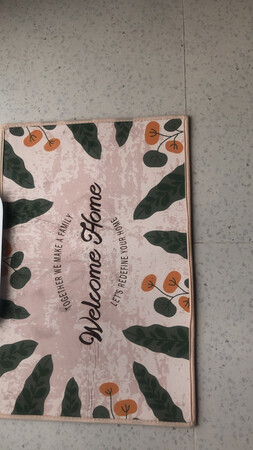 TOGETHER WE MAKE A FAMILY
Welcome Home
LET'S REDEFINE YOUR HOME